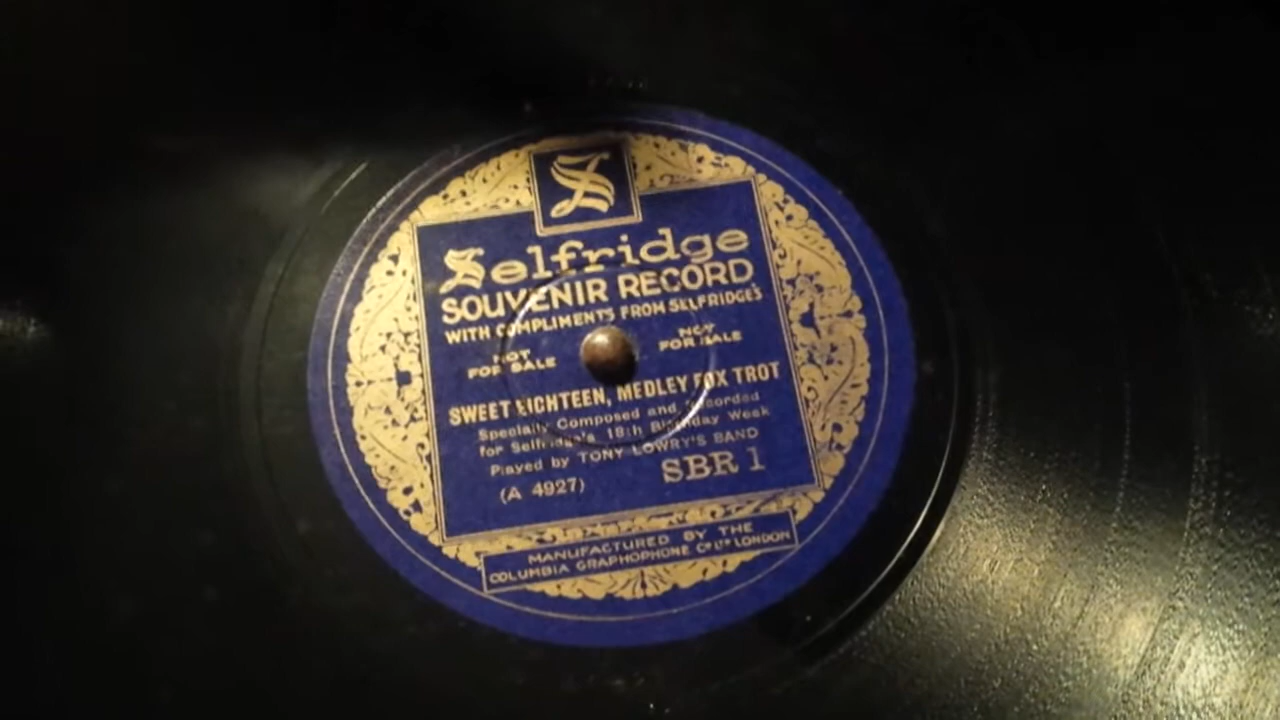 S
Selfridge
SOUVENIR RECORD
WITH COMPLIMENTS FROM SELFRIDGE'S
NOT FOR SALE
NOT FOR SALE
SWEET EIGHTEEN, MEDLEY FOX TROT
Specially Composed and Recorded
for Selfridge's 18th Birthday Week
Played by TONY LOWRY'S BAND
(A 4927)
SBR 1
MANUFACTURED BY THE
COLUMBIA GRAPHOPHONE Co LTD LONDON